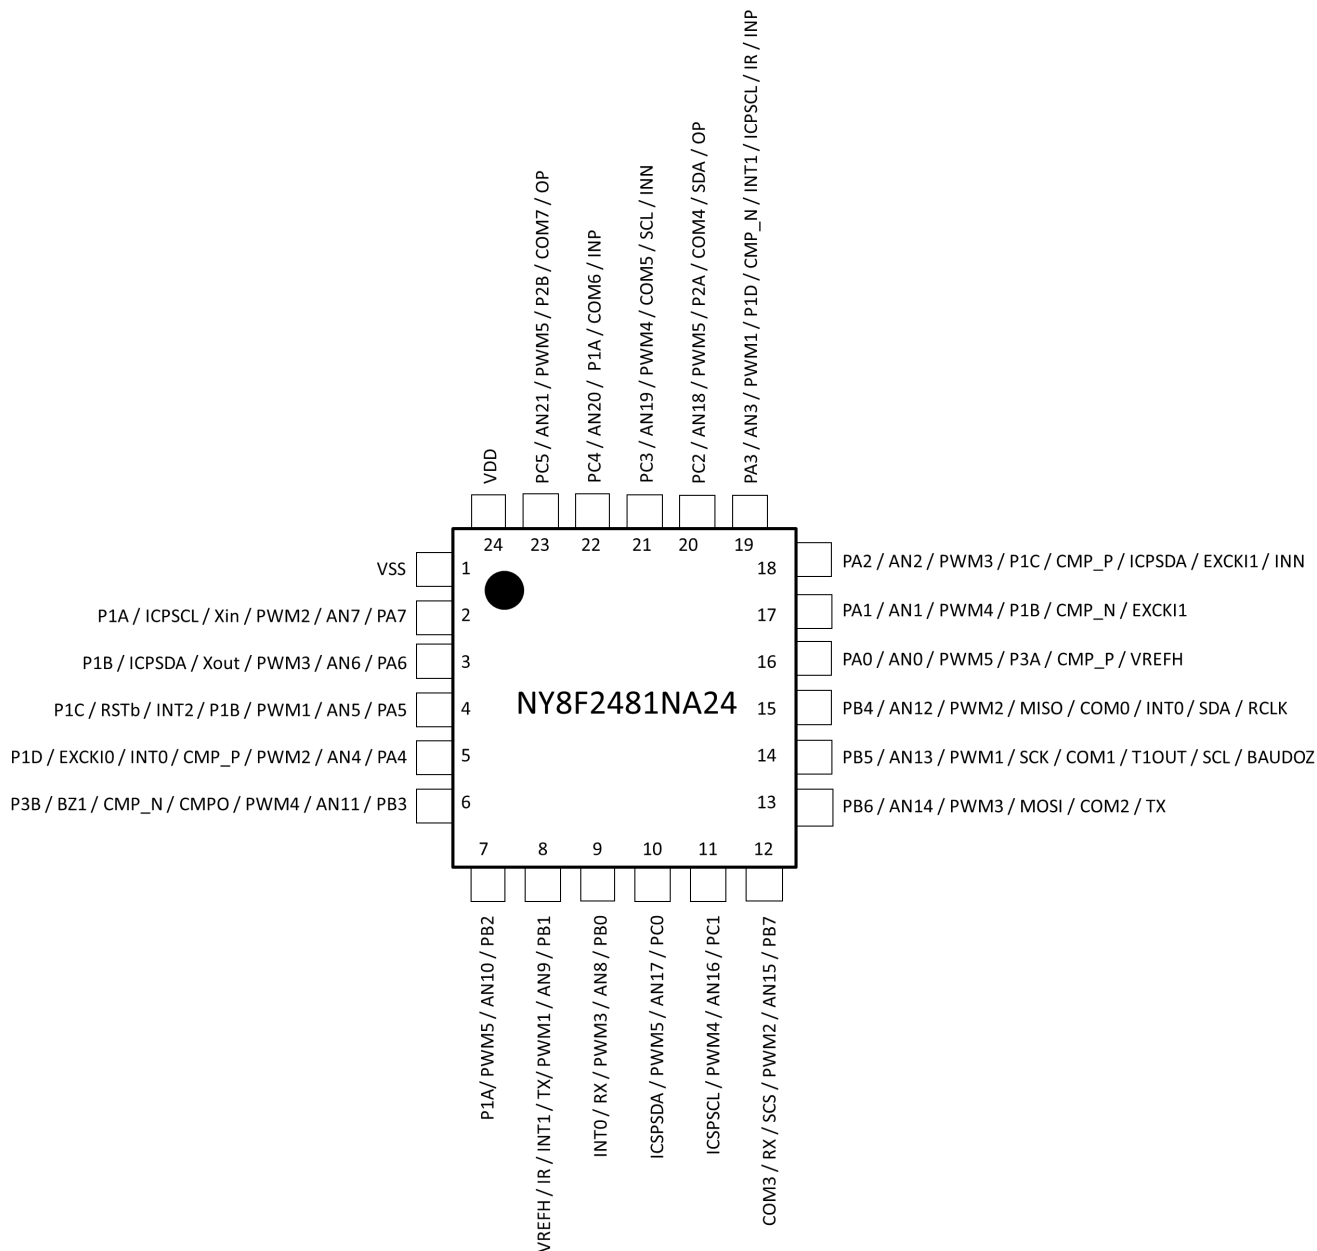 PA3 / AN3 / PWM1 / P1D / CMP_N / INT1 / ICPSCL / IR / INP
PC2 / AN18 / PWM5 / P2A / COM4 / SDA / OP
PC3 / AN19 / PWM4 / COM5 / SCL / INN
PC4 / AN20 / P1A / COM6 / INP
PC5 / AN21 / PWM5 / P2B / COM7 / OP
VDD
24 23 22 21 20 19
VSS 1 18 PA2 / AN2 / PWM3 / P1C / CMP_P / ICPSDA / EXCKI1 / INN
P1A / ICPSCL / Xin / PWM2 / AN7 / PA7 2 17 PA1 / AN1 / PWM4 / P1B / CMP_N / EXCKI1
P1B / ICPSDA / Xout / PWM3 / AN6 / PA6 3 16 PA0 / AN0 / PWM5 / P3A / CMP_P / VREFH
NY8F2481NA24
P1C / RSTb / INT2 / P1B / PWM1 / AN5 / PA5 4 15 PB4 / AN12 / PWM2 / MISO / COM0 / INT0 / SDA / RCLK
P1D / EXCKI0 / INT0 / CMP_P / PWM2 / AN4 / PA4 5 14 PB5 / AN13 / PWM1 / SCK / COM1 / T1OUT / SCL / BAUDOZ
P3B / BZ1 / CMP_N / CMPO / PWM4 / AN11 / PB3 6 13 PB6 / AN14 / PWM3 / MOSI / COM2 / TX
7 8 9 10 11 12
P1A/ PWM5 / AN10 / PB2
VREFH / IR / INT1 / TX/ PWM1 / AN9 / PB1
INT0 / RX / PWM3 / AN8 / PB0
ICSPSDA / PWM5 / AN17 / PC0
ICSPSCL / PWM4 / AN16 / PC1
COM3 / RX / SCS / PWM2 / AN15 / PB7